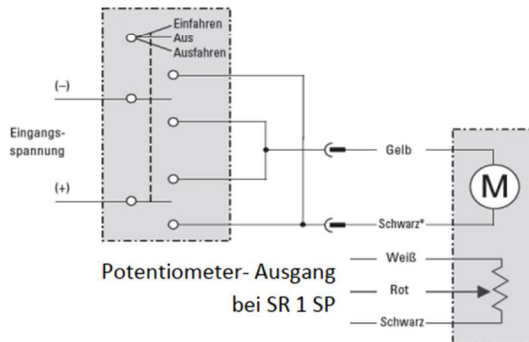 Einfahren
Aus
Ausfahren
(–)
Eingangs-
spannung
(+)
Gelb
M
Schwarz*
Potentiometer- Ausgang
bei SR 1 SP
Weiß
Rot
Schwarz